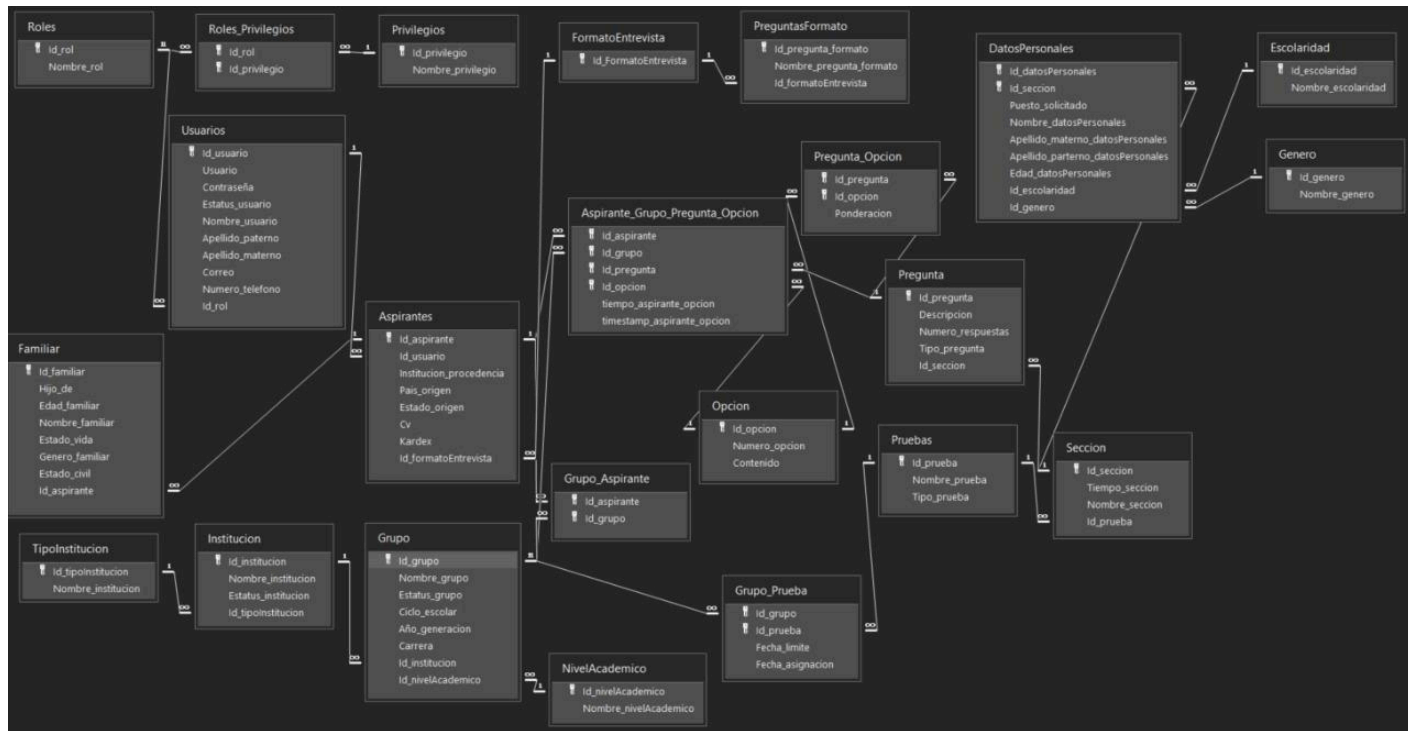 Roles
Id_rol
Nombre_rol
Roles_Privilegios
Id_rol
Id_privilegio
Privilegios
Id_privilegio
Nombre_privilegio
FormatoEntrevista
Id_FormatoEntrevista
PreguntasFormato
Id_pregunta_formato
Nombre_pregunta_formato
Id_formatoEntrevista
DatosPersonales
Id_datosPersonales
Id_seccion
Puesto_solicitado
Nombre_datosPersonales
Apellido_materno_datosPersonales
Apellido_parterno_datosPersonales
Edad_datosPersonales
Id_escolaridad
Id_genero
Escolaridad
Id_escolaridad
Nombre_escolaridad
Genero
Id_genero
Nombre_genero
Usuarios
Id_usuario
Usuario
Contraseña
Estatus_usuario
Nombre_usuario
Apellido_paterno
Apellido_materno
Correo
Numero_telefono
Id_rol
Pregunta_Opcion
Id_pregunta
Id_opcion
Ponderacion
Aspirante_Grupo_Pregunta_Opcion
Id_aspirante
Id_grupo
Id_pregunta
Id_opcion
tiempo_aspirante_opcion
timestamp_aspirante_opcion
Pregunta
Id_pregunta
Descripcion
Numero_respuestas
Tipo_pregunta
Id_seccion
Aspirantes
Id_aspirante
Id_usuario
Institucion_procedencia
Pais_origen
Estado_origen
Cv
Kardex
Id_formatoEntrevista
Familiar
Id_familiar
Hijo_de
Edad_familiar
Nombre_familiar
Estado_vida
Genero_familiar
Estado_civil
Id_aspirante
Opcion
Id_opcion
Numero_opcion
Contenido
Pruebas
Id_prueba
Nombre_prueba
Tipo_prueba
Seccion
Id_seccion
Tiempo_seccion
Nombre_seccion
Id_prueba
Grupo_Aspirante
Id_aspirante
Id_grupo
TipoInstitucion
Id_tipoInstitucion
Nombre_institucion
Institucion
Id_institucion
Nombre_institucion
Estatus_institucion
Id_tipoInstitucion
Grupo
Id_grupo
Nombre_grupo
Estatus_grupo
Ciclo_escolar
Año_generacion
Carrera
Id_institucion
Id_nivelAcademico
Grupo_Prueba
Id_grupo
Id_prueba
Fecha_limite
Fecha_asignacion
NivelAcademico
Id_nivelAcademico
Nombre_nivelAcademico